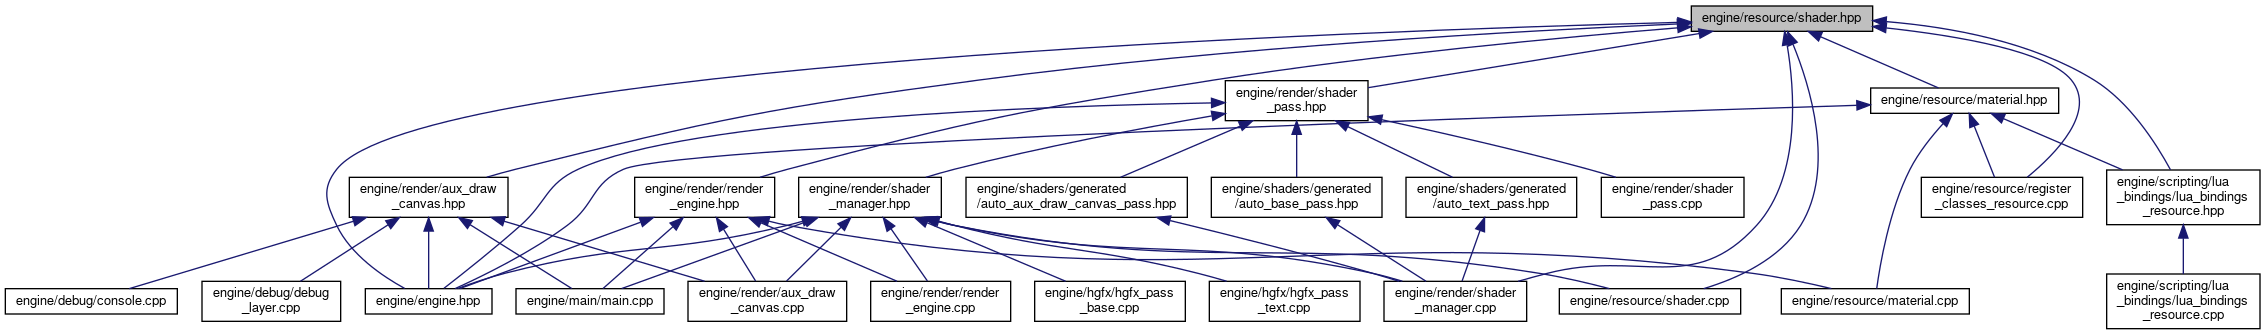 engine/resource/shader.hpp
engine/render/shader
_pass.hpp
engine/resource/material.hpp
engine/render/aux_draw
_canvas.hpp
engine/render/render
_engine.hpp
engine/render/shader
_manager.hpp
engine/shaders/generated
/auto_aux_draw_canvas_pass.hpp
engine/shaders/generated
/auto_base_pass.hpp
engine/shaders/generated
/auto_text_pass.hpp
engine/render/shader
_pass.cpp
engine/resource/register
_classes_resource.cpp
engine/scripting/lua
_bindings/lua_bindings
_resource.hpp
engine/debug/console.cpp
engine/debug/debug
_layer.cpp
engine/engine.hpp
engine/main/main.cpp
engine/render/aux_draw
_canvas.cpp
engine/render/render
_engine.cpp
engine/hgfx/hgfx_pass
_base.cpp
engine/hgfx/hgfx_pass
_text.cpp
engine/render/shader
_manager.cpp
engine/resource/shader.cpp
engine/resource/material.cpp
engine/scripting/lua
_bindings/lua_bindings
_resource.cpp